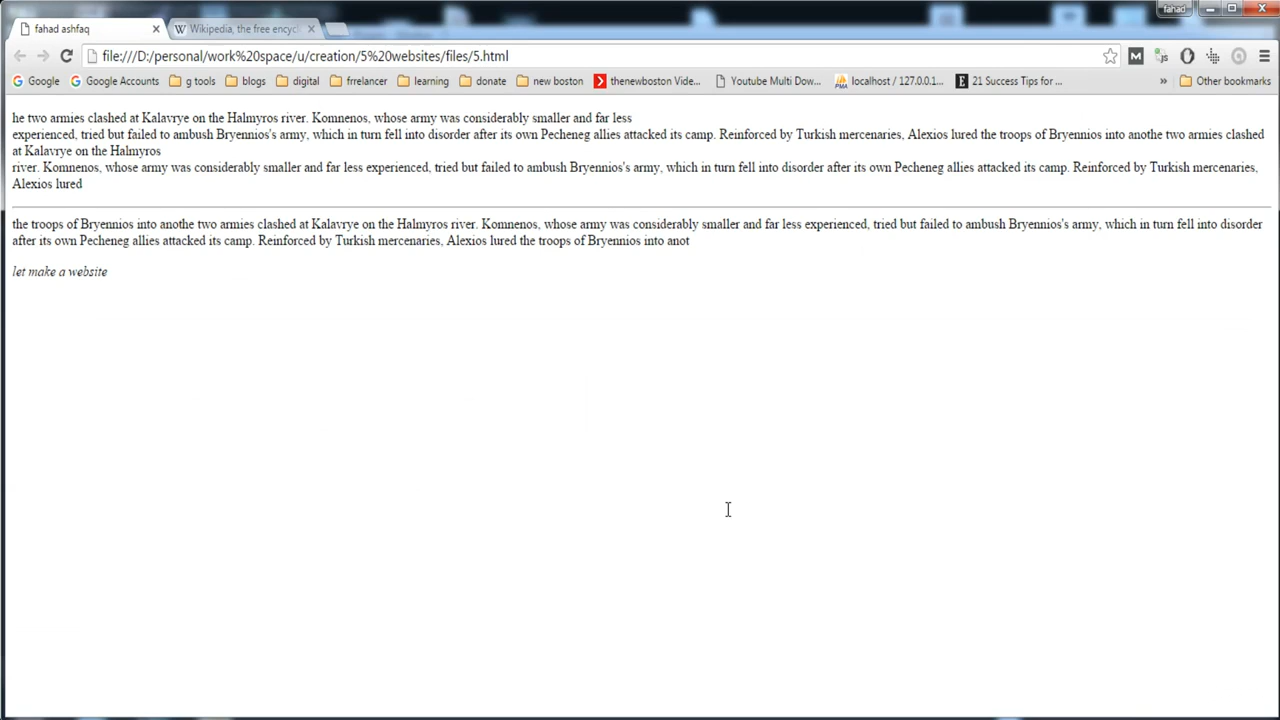 fahad
fahad ashfaq
Wikipedia, the free encycl
file:///D:/personal/work%20space/u/creation/5%20websites/files/5.html
Google
Google Accounts
g tools
blogs
digital
frrelancer
learning
donate
new boston
thenewboston Vide...
Youtube Multi Dow...
localhost / 127.0.0.1...
21 Success Tips for ...
»
Other bookmarks
he two armies clashed at Kalavrye on the Halmyros river. Komnenos, whose army was considerably smaller and far less
experienced, tried but failed to ambush Bryennios's army, which in turn fell into disorder after its own Pecheneg allies attacked its camp. Reinforced by Turkish mercenaries, Alexios lured the troops of Bryennios into anothe two armies clashed
at Kalavrye on the Halmyros
river. Komnenos, whose army was considerably smaller and far less experienced, tried but failed to ambush Bryennios's army, which in turn fell into disorder after its own Pecheneg allies attacked its camp. Reinforced by Turkish mercenaries,
Alexios lured
the troops of Bryennios into anothe two armies clashed at Kalavrye on the Halmyros river. Komnenos, whose army was considerably smaller and far less experienced, tried but failed to ambush Bryennios's army, which in turn fell into disorder
after its own Pecheneg allies attacked its camp. Reinforced by Turkish mercenaries, Alexios lured the troops of Bryennios into anot
let make a website